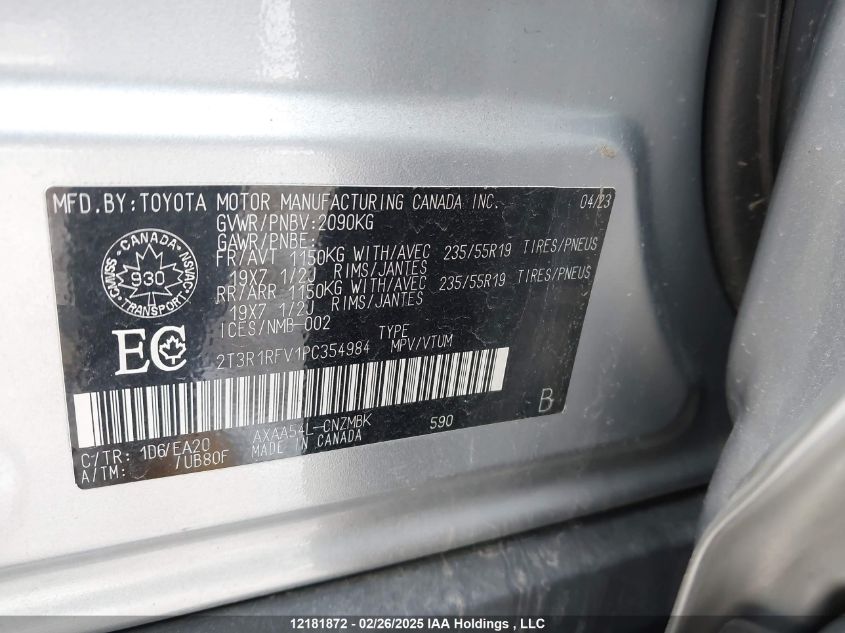 MFD.BY:TOYOTA MOTOR MANUFACTURING CANADA INC. 04/23
GVWR/PNBV:2090KG
GAWR/PNBE:
FR/AVT 1150KG WITH/AVEC 235/55R19 TIRES/PNEUS
19X7 1/2J RIMS/JANTES
RR/ARR 1150KG WITH/AVEC 235/55R19 TIRES/PNEUS
19X7 1/2J RIMS/JANTES
ICES/NMB-002 TYPE
2T3R1RFV1PC354984 MPV/VTUM
CANADA
CMVSS NSVAC
930
TRANSPORT
EC
C/TR: 1D6/EA20 AXAA54L-CNZMBK 590 B
A/TM: /UB80F MADE IN CANADA
12181872 - 02/26/2025 IAA Holdings , LLC